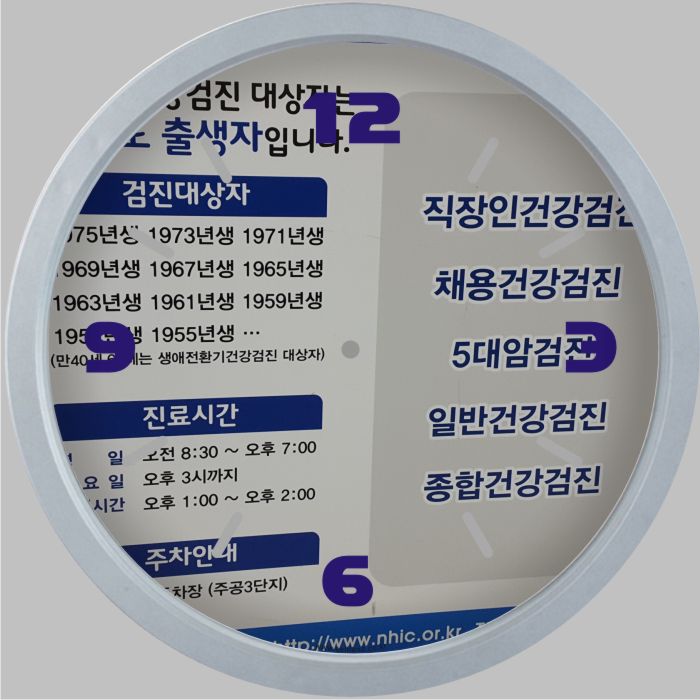 12
검진 대상자는
출생자입니다.
검진대상자
1973년생 1971년생
1969년생 1967년생 1965년생
1963년생 1961년생 1959년생
1955년생 ...
9
생애전환기건강검진 대상자)
진료시간
일 오전 8:30 ~ 오후 7:00
요 일 오후 3시까지
시간 오후 1:00 ~ 오후 2:00
주차안내
(주공3단지)
직장인건강검진
채용건강검진
5대암검진
3
일반건강검진
종합건강검진
6
http://www.nhic.or.kr